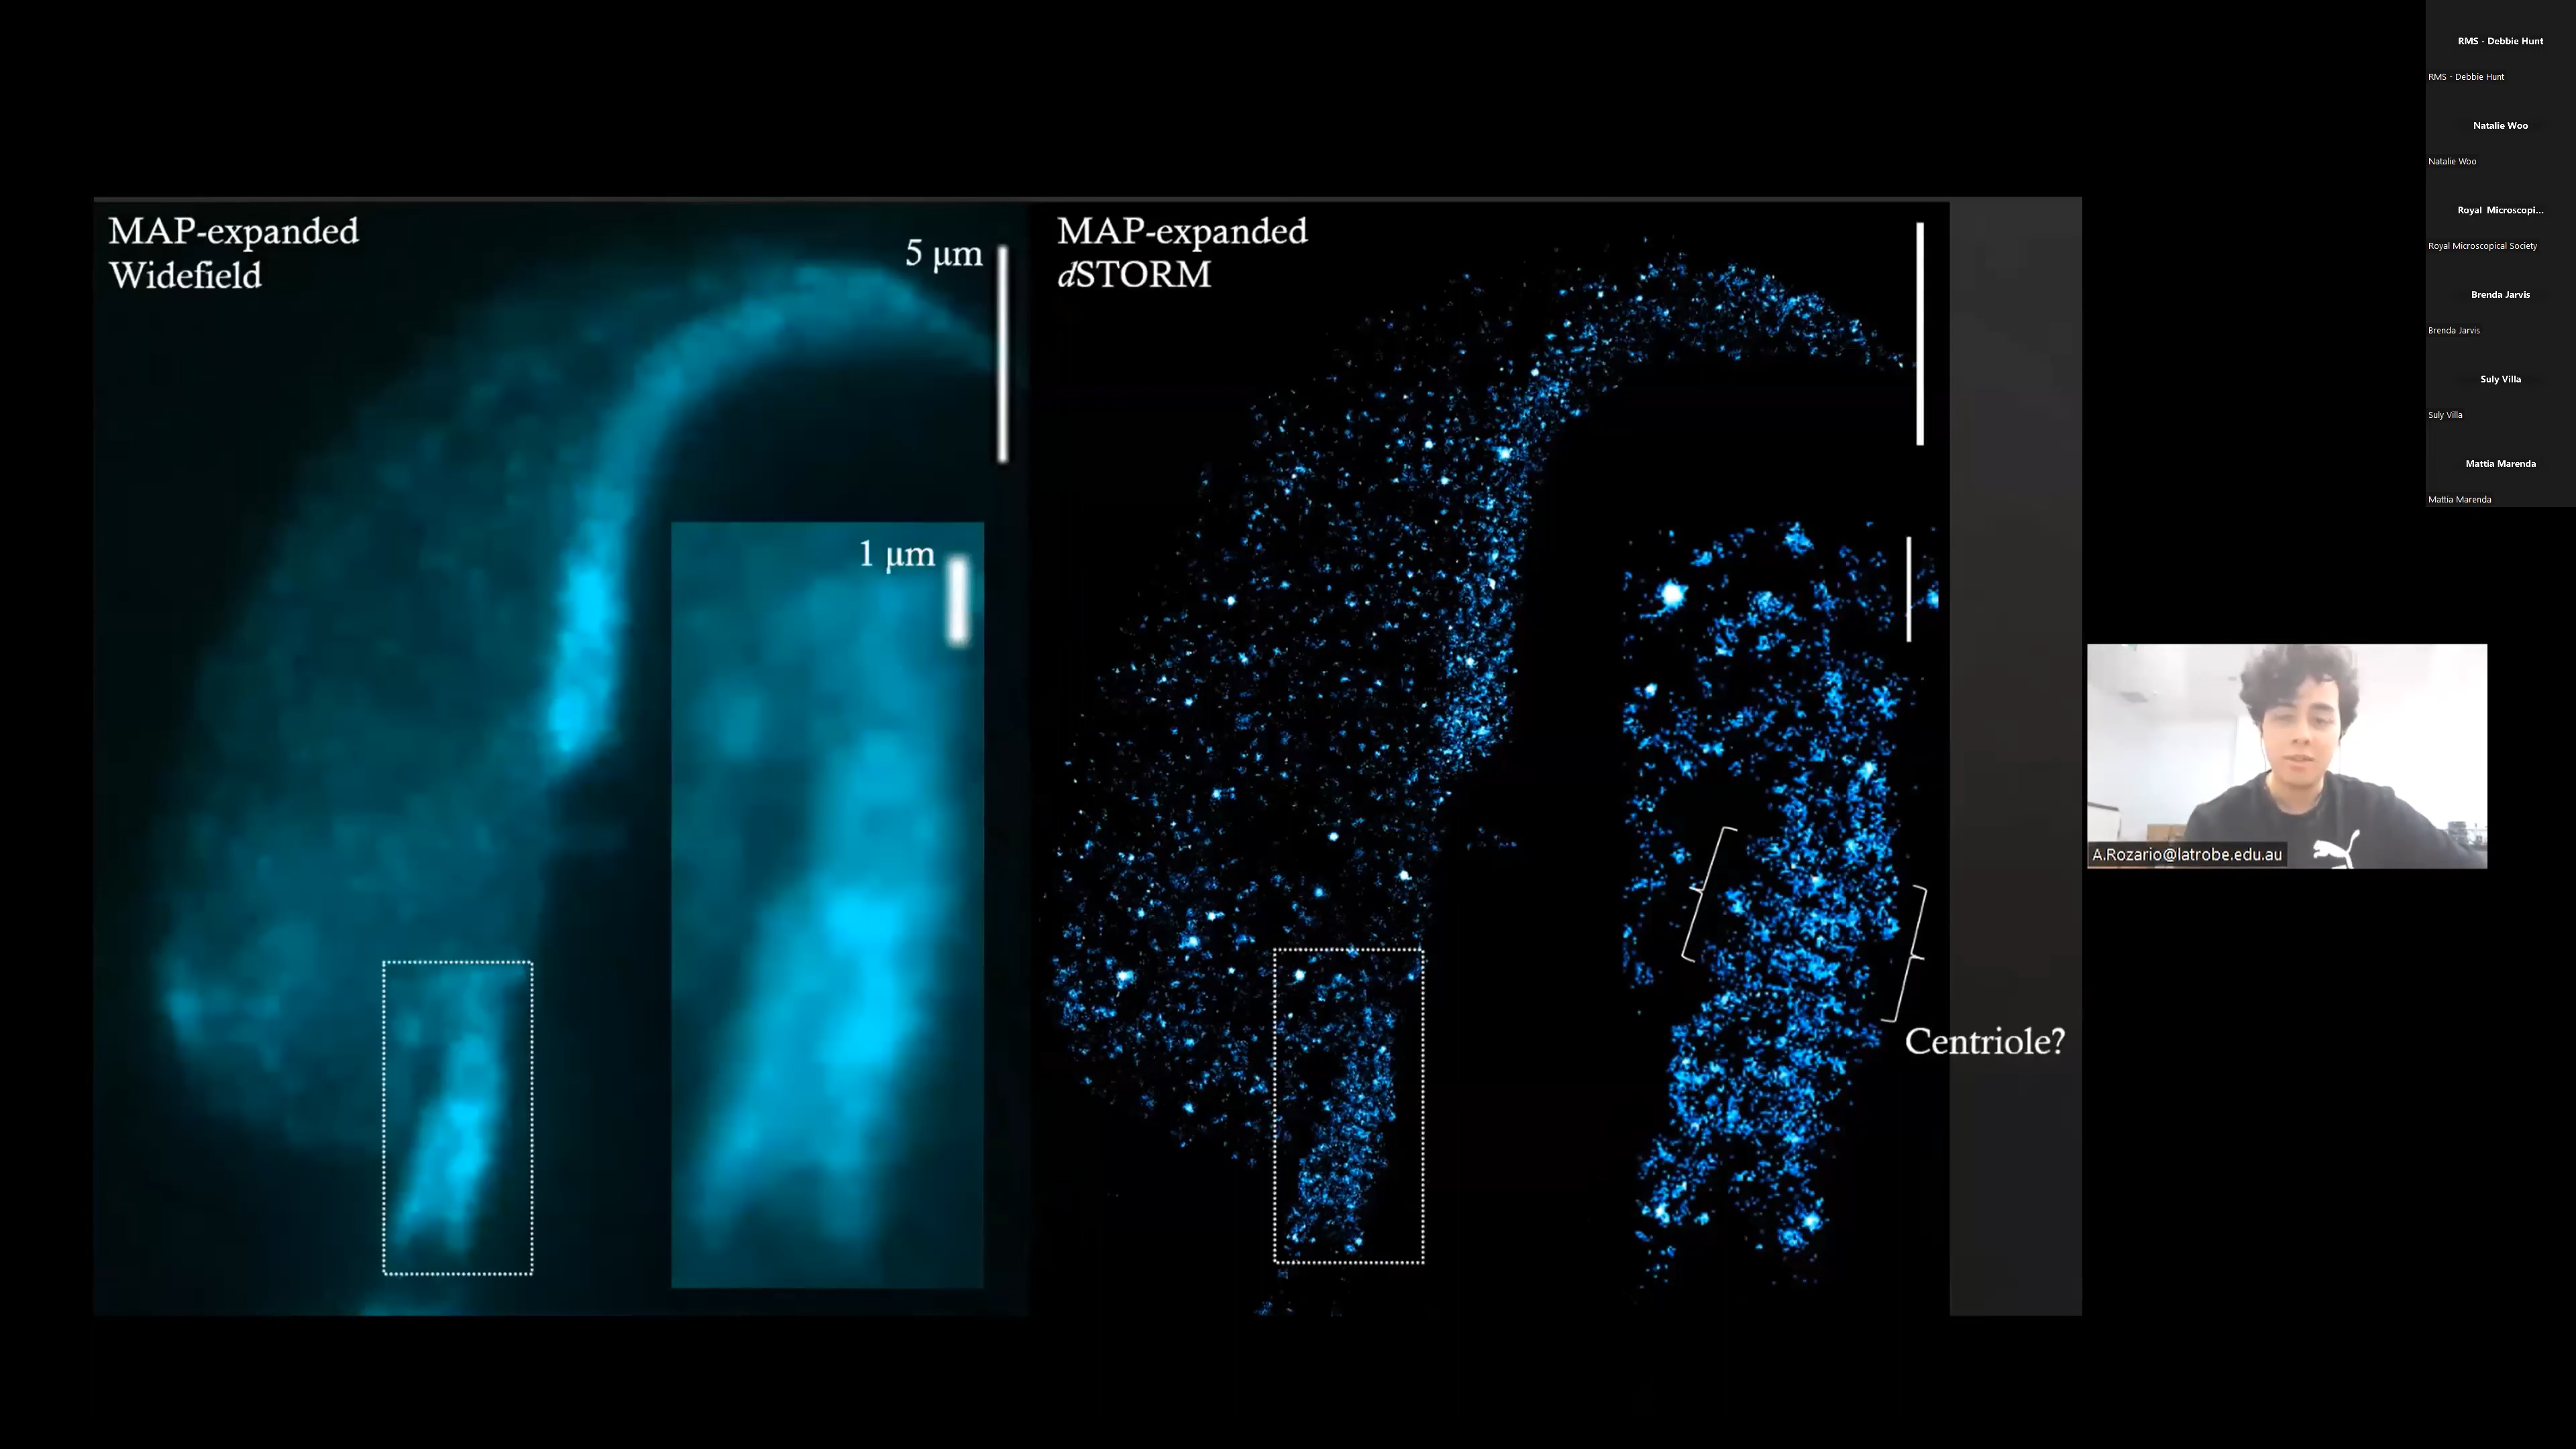 MAP-expanded
Widefield
5 μm
1 μm
MAP-expanded
dSTORM
Centriole?
RMS - Debbie Hunt
RMS - Debbie Hunt
Natalie Woo
Natalie Woo
Royal Microscopi...
Royal Microscopical Society
Brenda Jarvis
Brenda Jarvis
Suly Villa
Suly Villa
Mattia Marenda
Mattia Marenda
A.Rozario@latrobe.edu.au